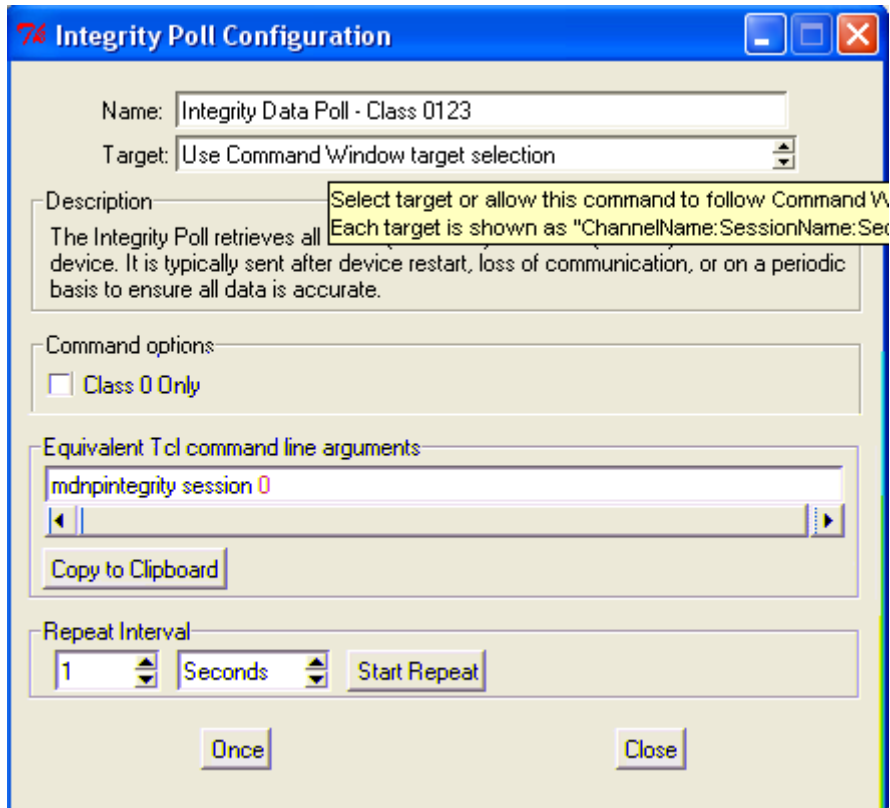 Integrity Poll Configuration
Name: Integrity Data Poll - Class 0123
Target: Use Command Window target selection
Select target or allow this command to follow Command
Each target is shown as "ChannelName:SessionName:Sec
Description
The Integrity Poll retrieves all
device. It is typically sent after device restart, loss of communication, or on a periodic
basis to ensure all data is accurate.
Command options
Class 0 Only
Equivalent Tcl command line arguments
mdnpintegrity session 0
Copy to Clipboard
Repeat Interval
1 Seconds Start Repeat
Once Close